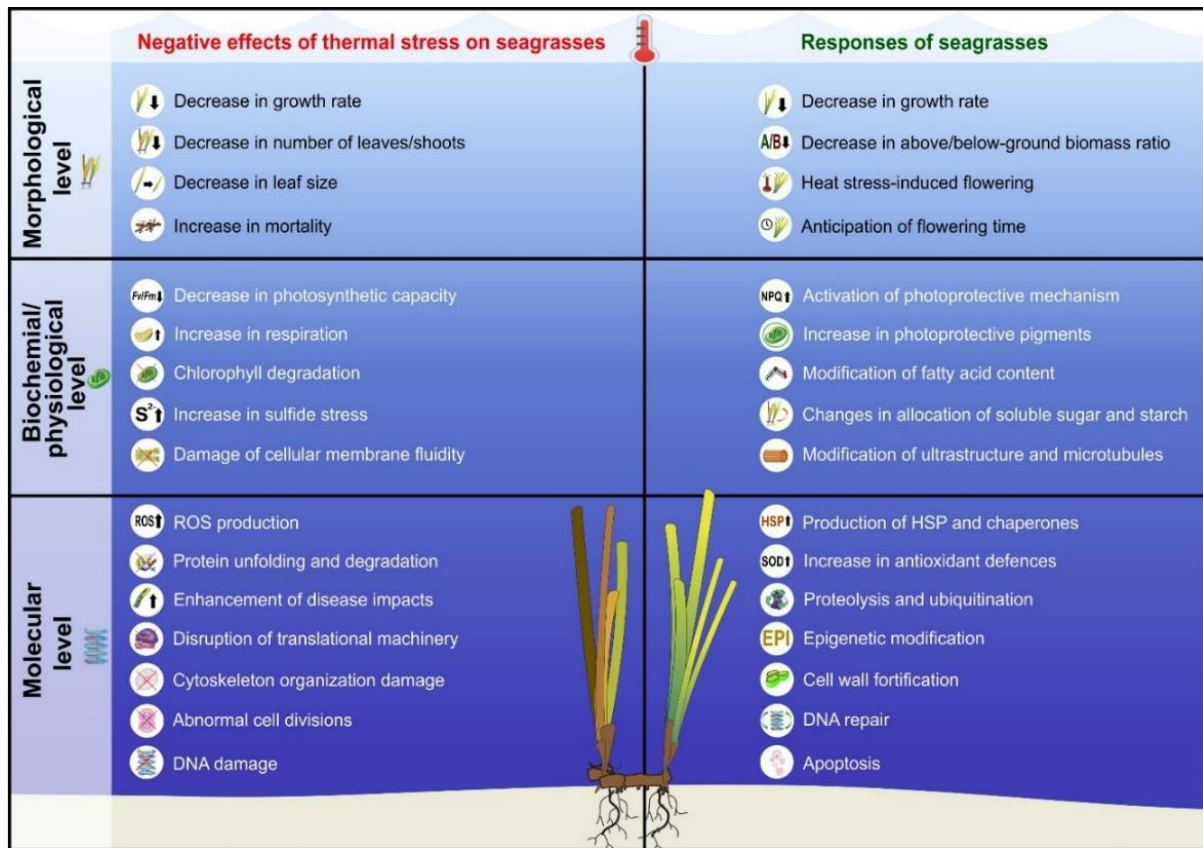 Negative effects of thermal stress on seagrasses
Responses of seagrasses
Morphological
level
Decrease in growth rate
Decrease in number of leaves/shoots
Decrease in leaf size
Increase in mortality
Decrease in growth rate
A/B Decrease in above/below-ground biomass ratio
Heat stress-induced flowering
Anticipation of flowering time
Biochemical/
physiological
level
Fv/Fm Decrease in photosynthetic capacity
Increase in respiration
Chlorophyll degradation
S²⁻ Increase in sulfide stress
Damage of cellular membrane fluidity
NPQ Activation of photoprotective mechanism
Increase in photoprotective pigments
Modification of fatty acid content
Changes in allocation of soluble sugar and starch
Modification of ultrastructure and microtubules
Molecular
level
ROS ROS production
Protein unfolding and degradation
Enhancement of disease impacts
Disruption of translational machinery
Cytoskeleton organization damage
Abnormal cell divisions
DNA damage
HSP Production of HSP and chaperones
SOD Increase in antioxidant defences
Proteolysis and ubiquitination
EPI Epigenetic modification
Cell wall fortification
DNA repair
Apoptosis